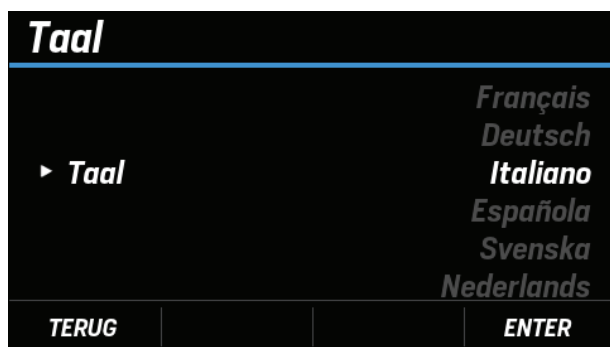 Taal
Français
Deutsch
Taal Italiano
Española
Svenska
Nederlands
TERUG ENTER